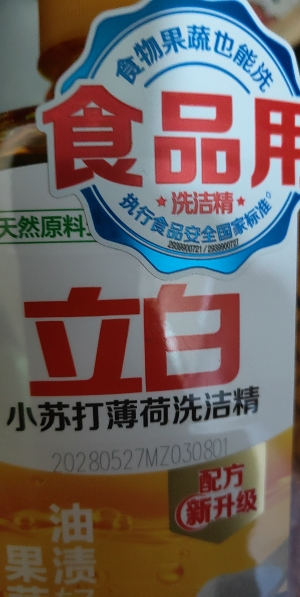 食物果蔬也能洗
食品用
洗洁精
执行食品安全国家标准
天然原料
立白
小苏打薄荷洗洁精
20280527MZ030801
配方
新升级
油渍
果蔬